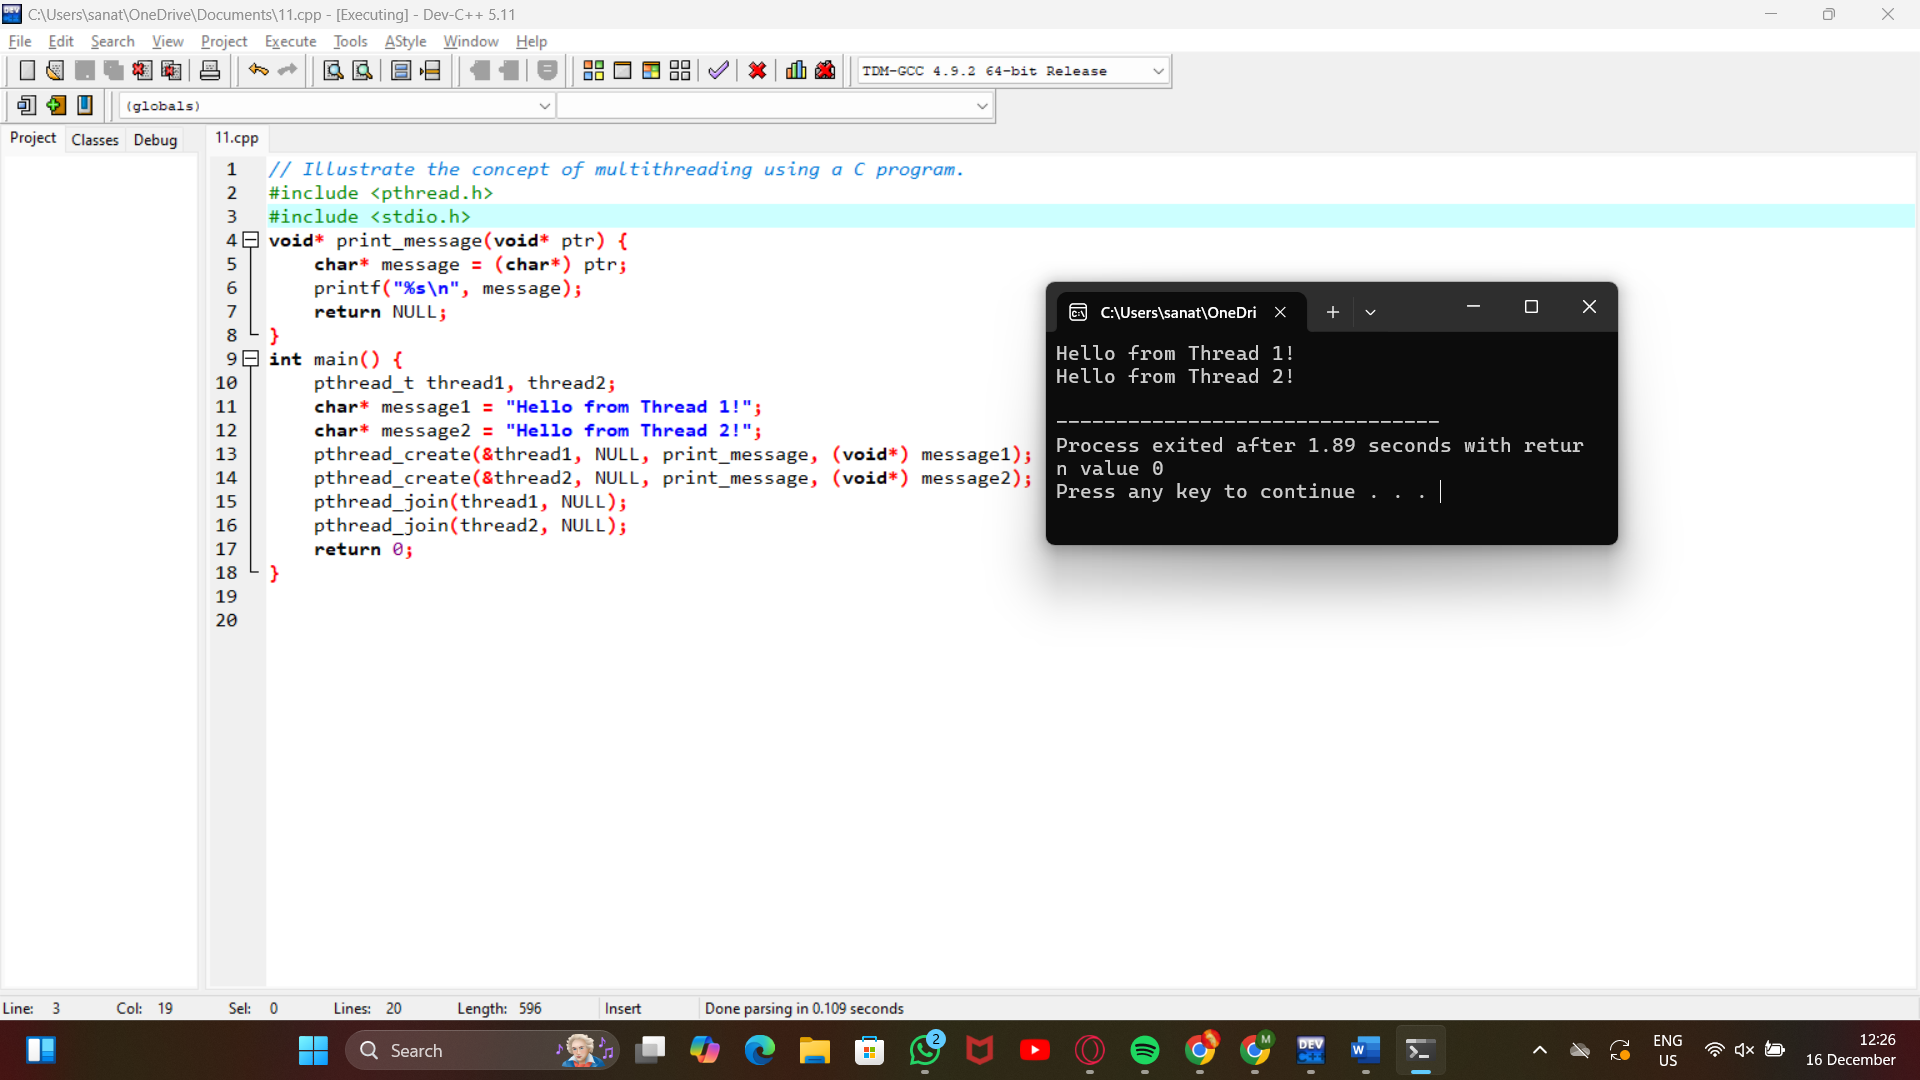 C:\Users\sanat\OneDrive\Documents\11.cpp - [Executing] - Dev-C++ 5.11
File Edit Search View Project Execute Tools AStyle Window Help
TDM-GCC 4.9.2 64-bit Release
(globals)
Project Classes Debug 11.cpp
1 // Illustrate the concept of multithreading using a C program.
2 #include <pthread.h>
3 #include <stdio.h>
4 void* print_message(void* ptr) {
5 char* message = (char*) ptr;
6 printf("%s\n", message);
7 return NULL;
8 }
9 int main() {
10 pthread_t thread1, thread2;
11 char* message1 = "Hello from Thread 1!";
12 char* message2 = "Hello from Thread 2!";
13 pthread_create(&thread1, NULL, print_message, (void*) message1);
14 pthread_create(&thread2, NULL, print_message, (void*) message2);
15 pthread_join(thread1, NULL);
16 pthread_join(thread2, NULL);
17 return 0;
18 }
19
20
C:\Users\sanat\OneDri
Hello from Thread 1!
Hello from Thread 2!
--------------------------------
Process exited after 1.89 seconds with retur
n value 0
Press any key to continue . . .
Line: 3 Col: 19 Sel: 0 Lines: 20 Length: 596 Insert Done parsing in 0.109 seconds
Search
2
M
DEV
W
ENG
US
12:26
16 December